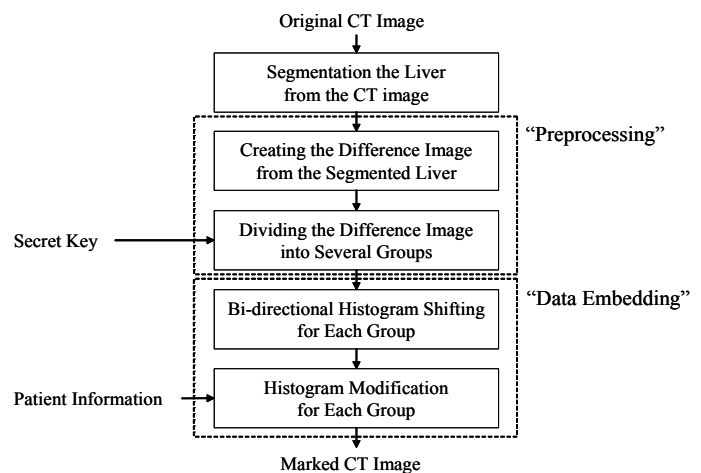 Original CT Image
Segmentation the Liver
from the CT image
“Preprocessing”
Creating the Difference Image
from the Segmented Liver
Secret Key
Dividing the Difference Image
into Several Groups
“Data Embedding”
Bi-directional Histogram Shifting
for Each Group
Patient Information
Histogram Modification
for Each Group
Marked CT Image